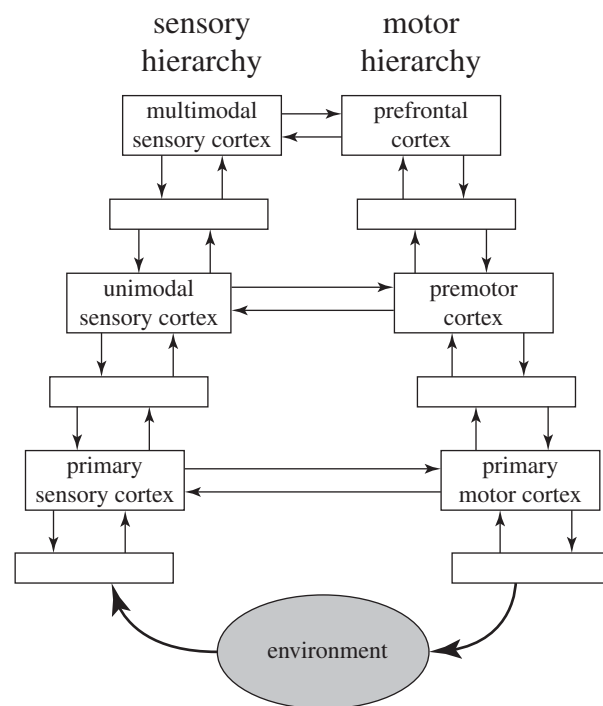 sensory
hierarchy
motor
hierarchy
multimodal
sensory cortex
prefrontal
cortex
unimodal
sensory cortex
premotor
cortex
primary
sensory cortex
primary
motor cortex
environment